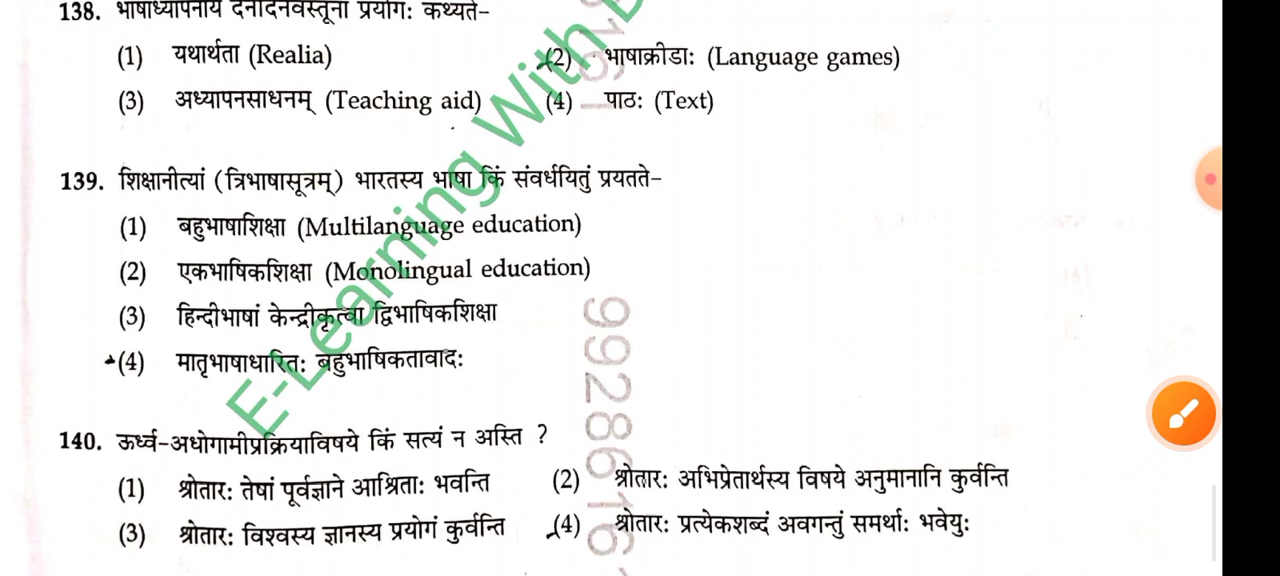 138. भाषाध्यापनाय दैनंदिनवस्तूनां प्रयोगः कथ्यते-
(1) यथार्थता (Realia) (2) भाषाक्रीडाः (Language games)
(3) अध्यापनसाधनम् (Teaching aid) (4) पाठः (Text)
139. शिक्षानीत्यां (त्रिभाषासूत्रम्) भारतस्य भाषा किं संवर्धयितुं प्रयतते-
(1) बहुभाषाशिक्षा (Multilanguage education)
(2) एकभाषिकशिक्षा (Monolingual education)
(3) हिन्दीभाषां केन्द्रीकृत्वा द्विभाषिकशिक्षा
(4) मातृभाषाधारितः बहुभाषिकतावादः
140. ऊर्ध्व-अधोगामीप्रक्रियाविषये किं सत्यं न अस्ति ?
(1) श्रोतारः तेषां पूर्वज्ञाने आश्रिताः भवन्ति (2) श्रोतारः अभिप्रेतार्थस्य विषये अनुमानानि कुर्वन्ति
(3) श्रोतारः विश्वस्य ज्ञानस्य प्रयोगं कुर्वन्ति (4) श्रोतारः प्रत्येकशब्दं अवगन्तुं समर्थाः भवेयुः
E-Learning With
99286 16